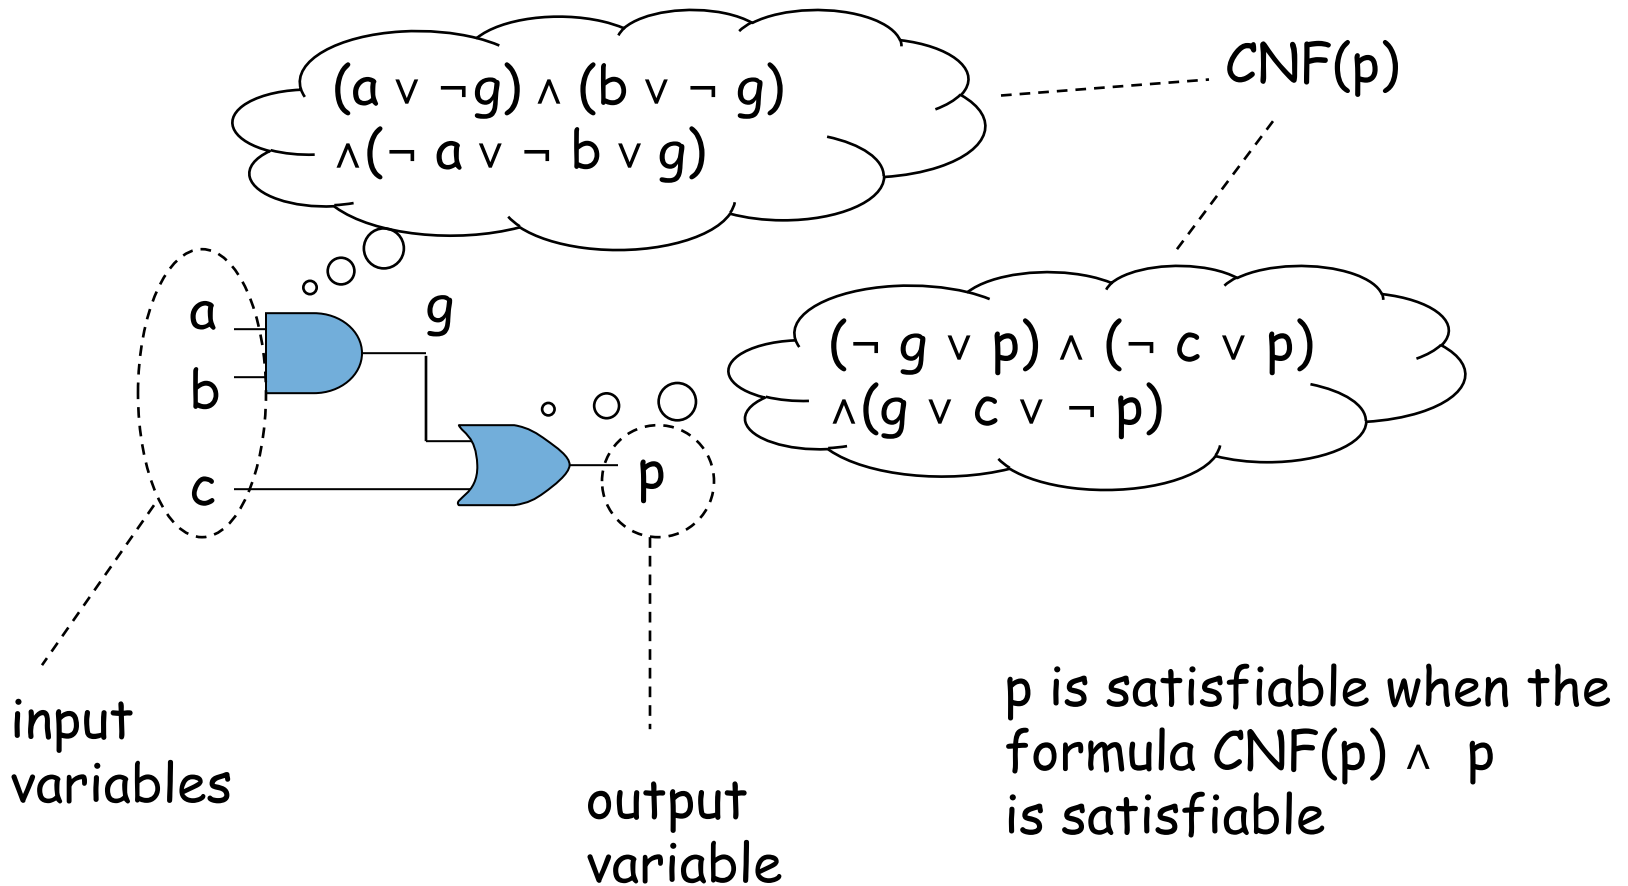 (a ∨ ¬g) ∧ (b ∨ ¬ g)
∧(¬ a ∨ ¬ b ∨ g)
CNF(p)
a
g
b
(¬ g ∨ p) ∧ (¬ c ∨ p)
∧(g ∨ c ∨ ¬ p)
c
p
input
variables
output
variable
p is satisfiable when the
formula CNF(p) ∧ p
is satisfiable